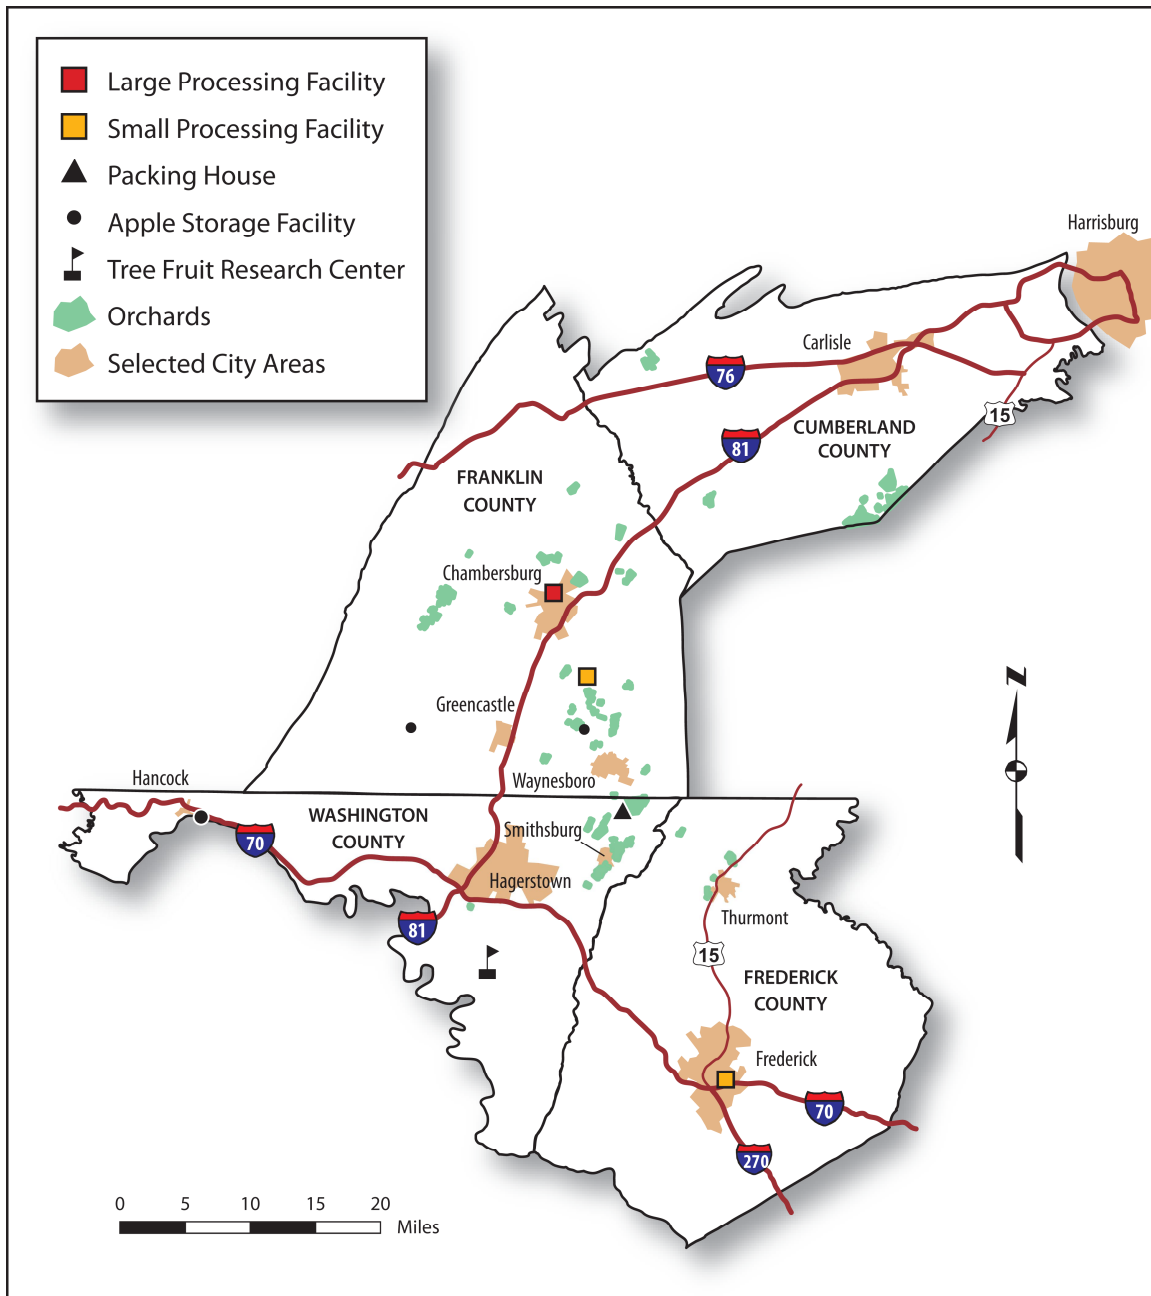 Large Processing Facility
Small Processing Facility
Packing House
Apple Storage Facility
Tree Fruit Research Center
Orchards
Selected City Areas
Harrisburg
Carlisle
76
15
81
CUMBERLAND
COUNTY
FRANKLIN
COUNTY
Chambersburg
Greencastle
Waynesboro
Hancock
WASHINGTON
COUNTY
70
Smithsburg
Hagerstown
81
Thurmont
15
FREDERICK
COUNTY
Frederick
70
270
N
0 5 10 15 20
Miles